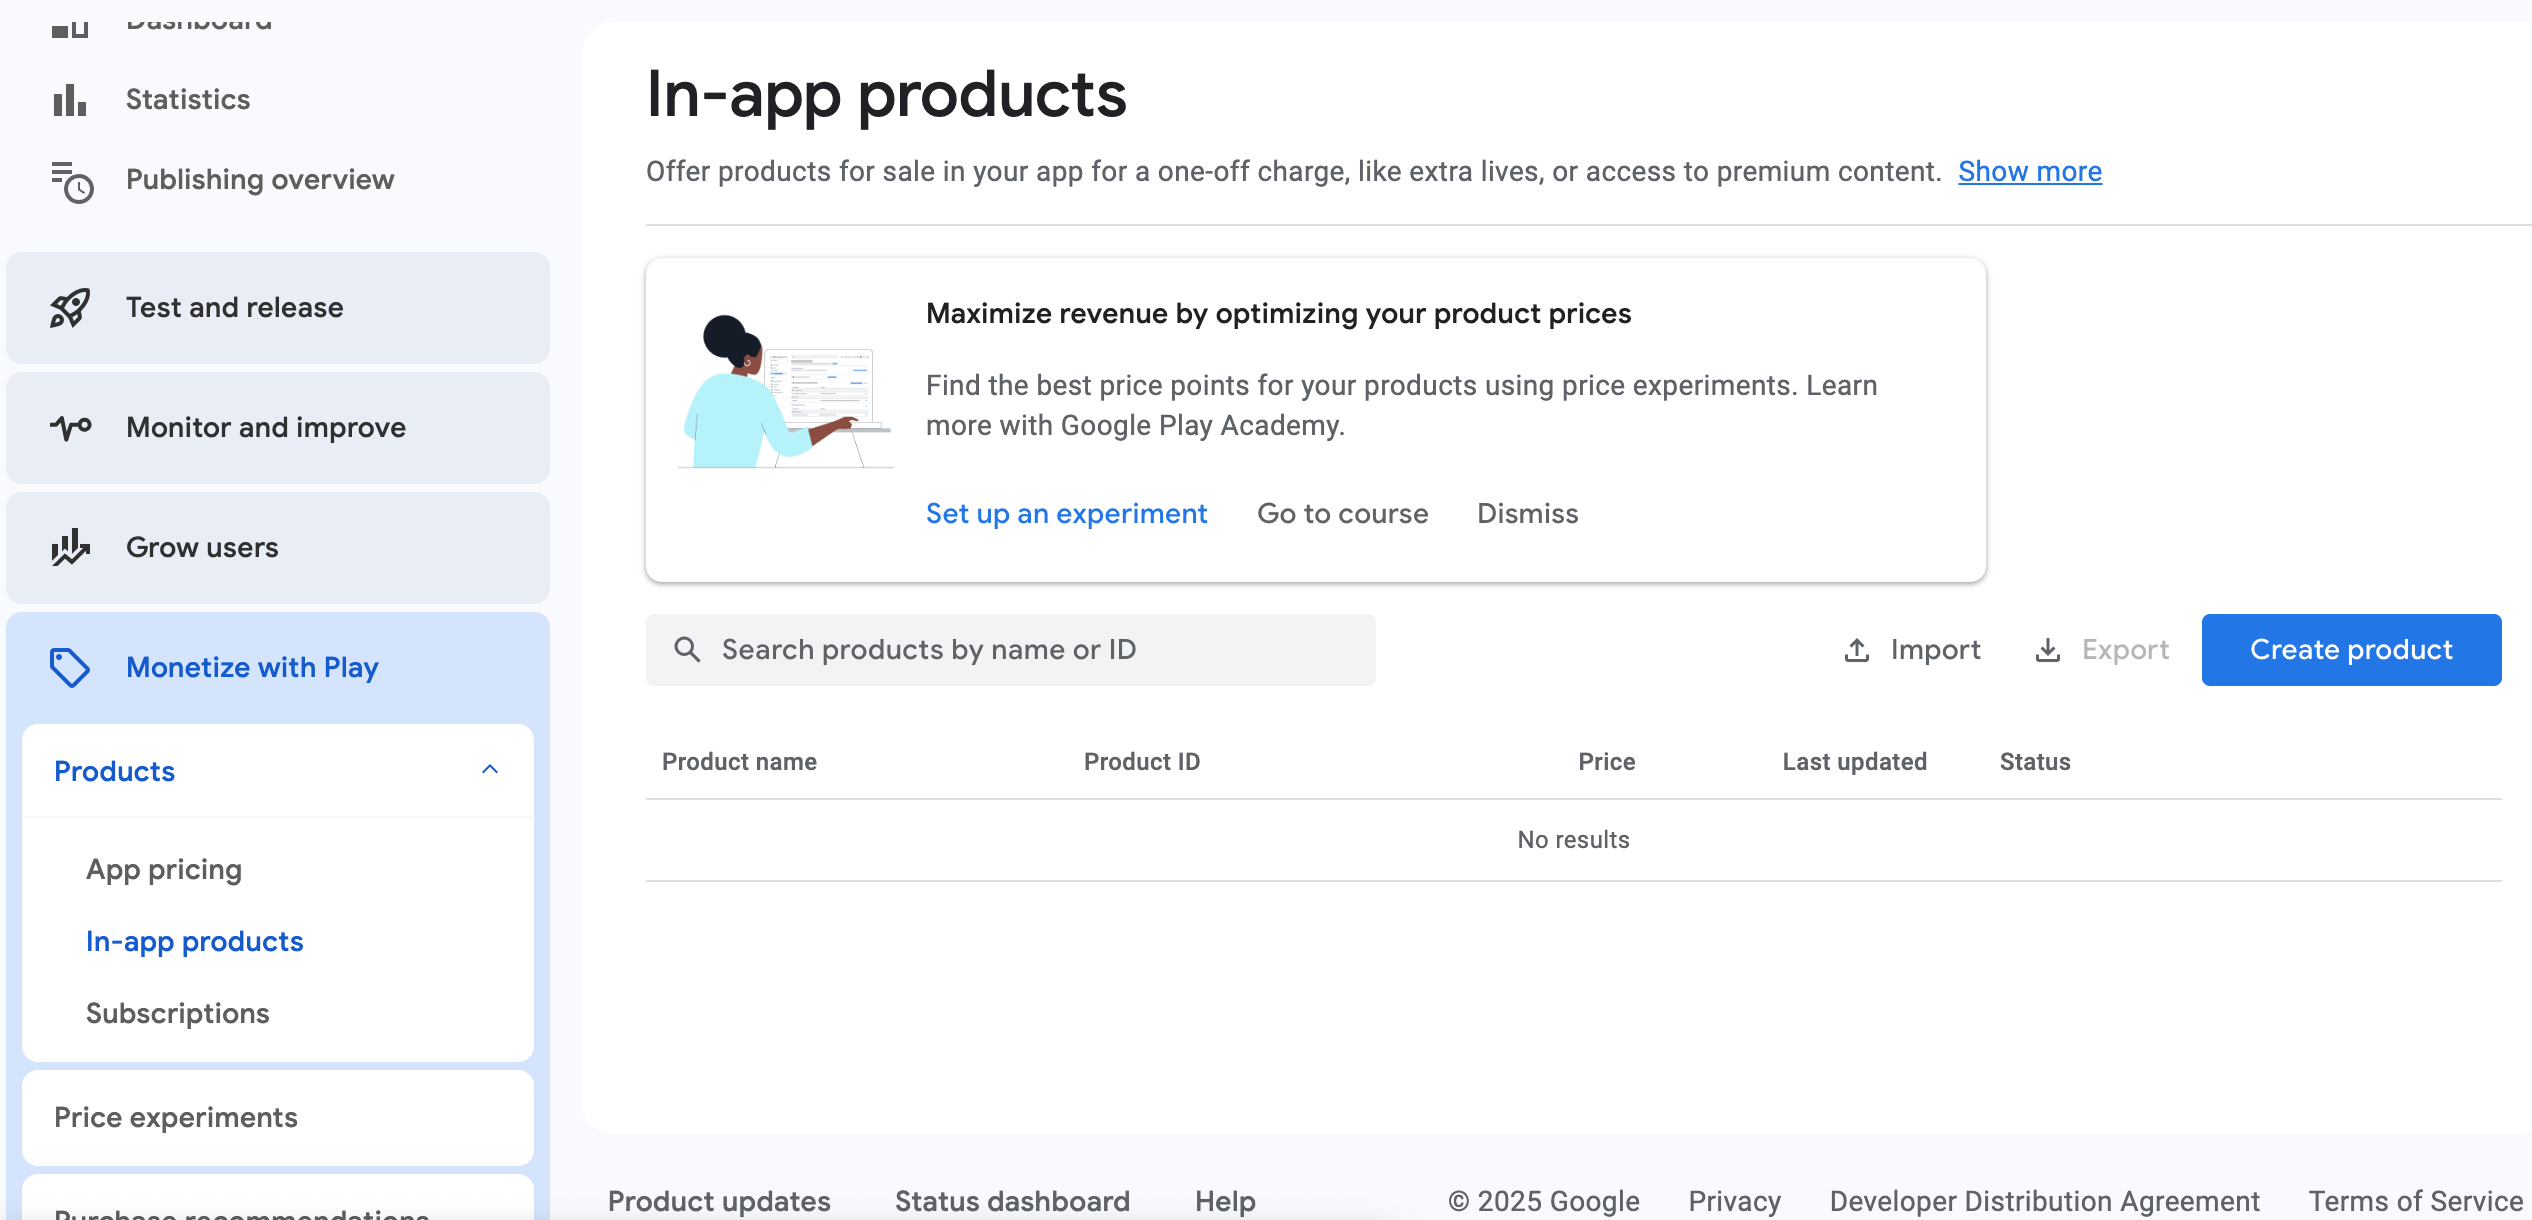 Dashboard
Statistics
Publishing overview
Test and release
Monitor and improve
Grow users
Monetize with Play
Products
App pricing
In-app products
Subscriptions
Price experiments
Purchase recommendations
In-app products
Offer products for sale in your app for a one-off charge, like extra lives, or access to premium content. Show more
Maximize revenue by optimizing your product prices
Find the best price points for your products using price experiments. Learn
more with Google Play Academy.
Set up an experiment Go to course Dismiss
Search products by name or ID Import Export Create product
Product name Product ID Price Last updated Status
No results
Product updates Status dashboard Help © 2025 Google Privacy Developer Distribution Agreement Terms of Service